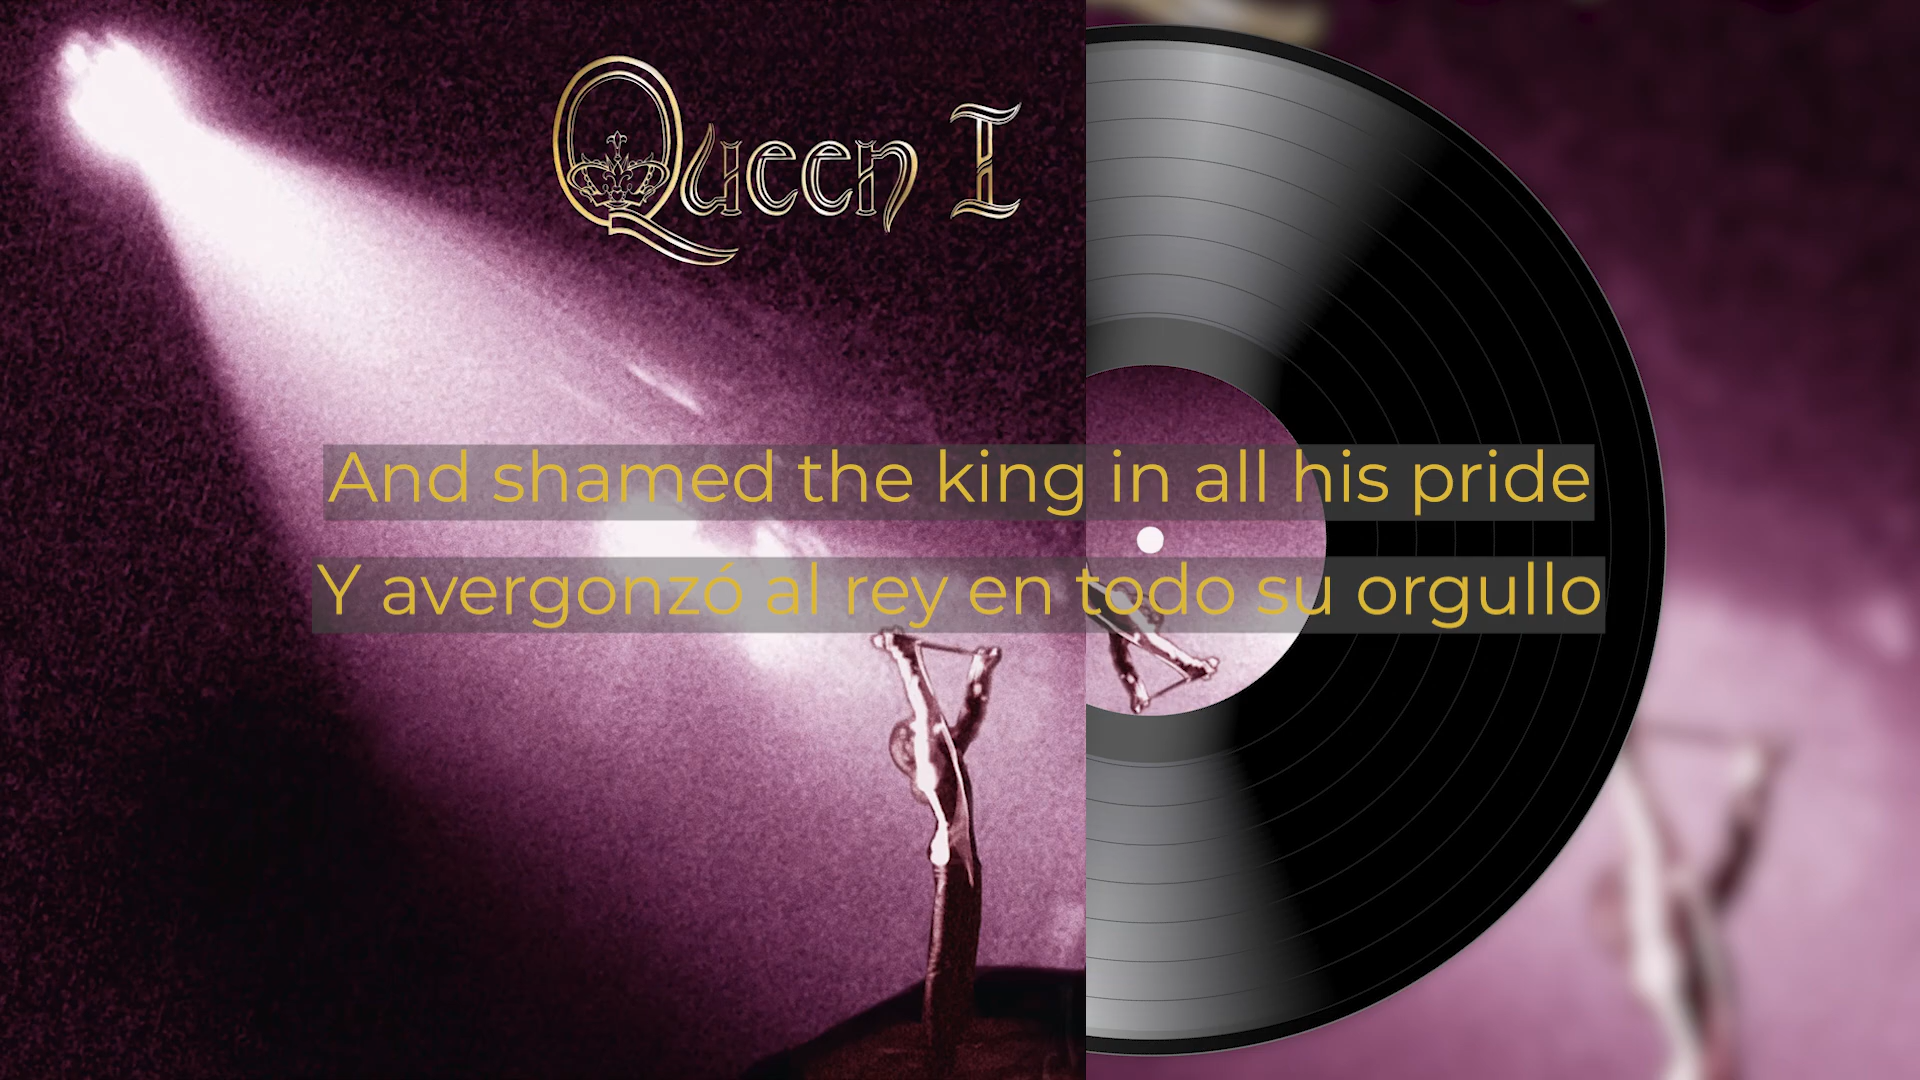 Queen I
And shamed the king in all his pride
Y avergonzó al rey en todo su orgullo